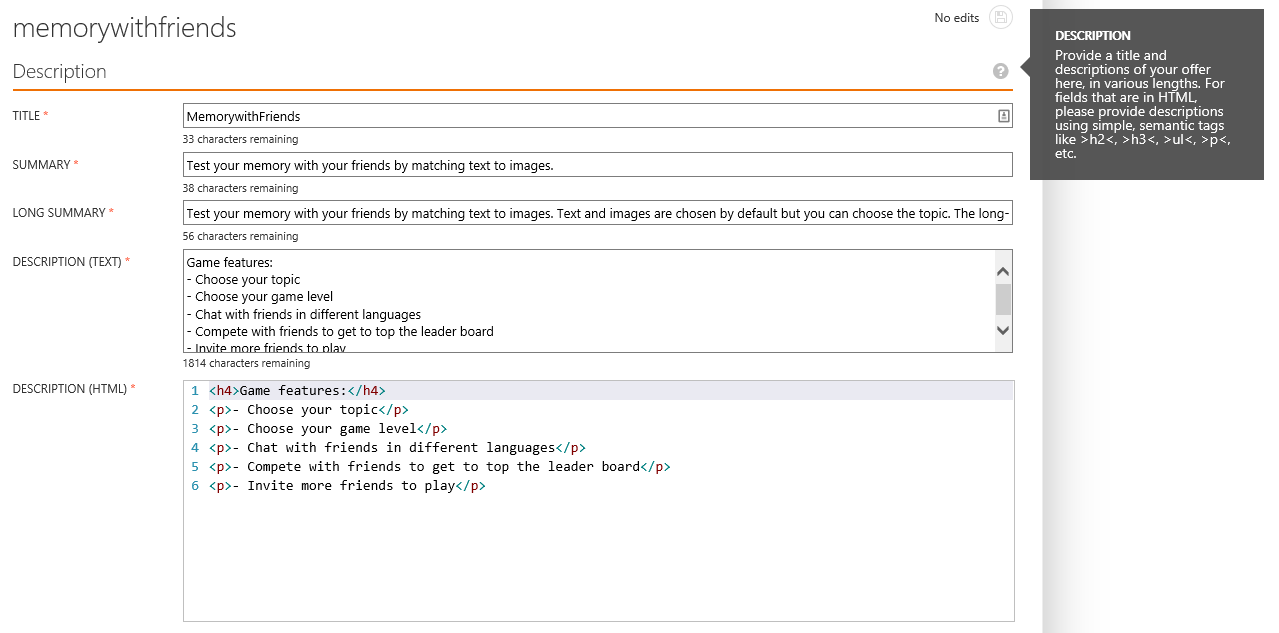 memorywithfriends
No edits
Description
?
TITLE *
MemorywithFriends
33 characters remaining
SUMMARY *
Test your memory with your friends by matching text to images.
38 characters remaining
LONG SUMMARY *
Test your memory with your friends by matching text to images. Text and images are chosen by default but you can choose the topic. The long-
56 characters remaining
DESCRIPTION (TEXT) *
Game features:
- Choose your topic
- Choose your game level
- Chat with friends in different languages
- Compete with friends to get to top the leader board
- Invite more friends to play
1814 characters remaining
DESCRIPTION (HTML) *
1 <h4>Game features:</h4>
2 <p>- Choose your topic</p>
3 <p>- Choose your game level</p>
4 <p>- Chat with friends in different languages</p>
5 <p>- Compete with friends to get to top the leader board</p>
6 <p>- Invite more friends to play</p>
DESCRIPTION
Provide a title and
descriptions of your offer
here, in various lengths. For
fields that are in HTML,
please provide descriptions
using simple, semantic tags
like >h2<, >h3<, >ul<, >p<,
etc.